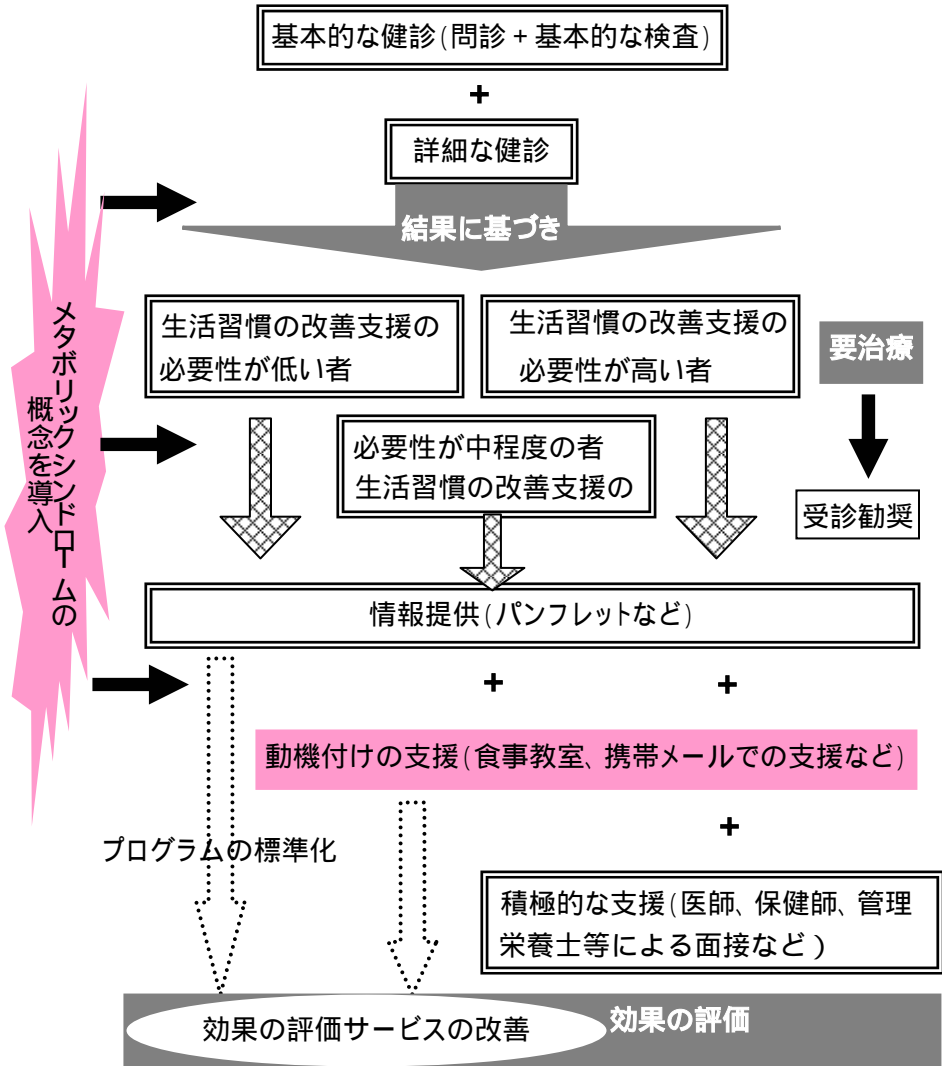 基本的な健診(問診+基本的な検査)
+
詳細な健診
結果に基づき
メタボリックシンドロームの
概念を導入
生活習慣の改善支援の
必要性が低い者
生活習慣の改善支援の
必要性が高い者
要治療
必要性が中程度の者
生活習慣の改善支援の
受診勧奨
情報提供(パンフレットなど)
+
+
動機付けの支援(食事教室、携帯メールでの支援など)
+
プログラムの標準化
積極的な支援(医師、保健師、管理
栄養士等による面接など)
効果の評価サービスの改善
効果の評価